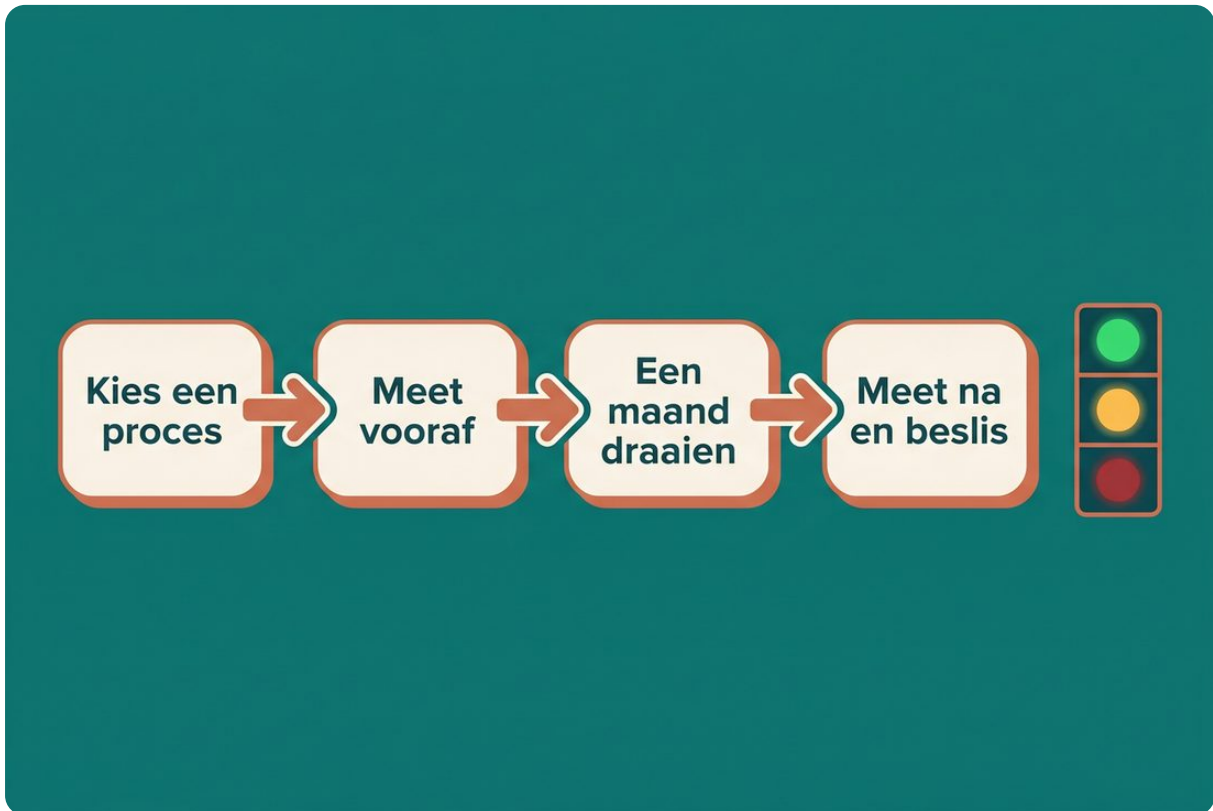 Kies een
proces
Meet
vooraf
Een
maand
draaien
Meet na
en beslis